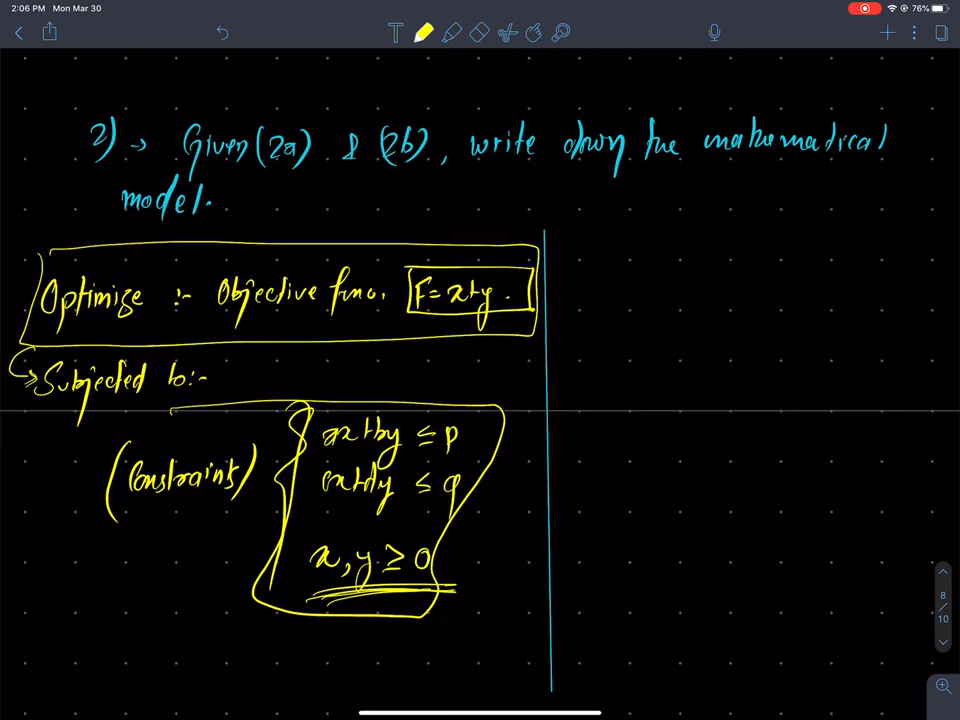 2:06 PM Mon Mar 30
76%
T
2) → Given (2a) & (2b), write down the mathematical
model.
Optimize :- Objective func. F = x+y.
Subjected to:-
(Constraints)
ax+by ≤ p
cx+dy ≤ q
x, y ≥ 0
8
/
10